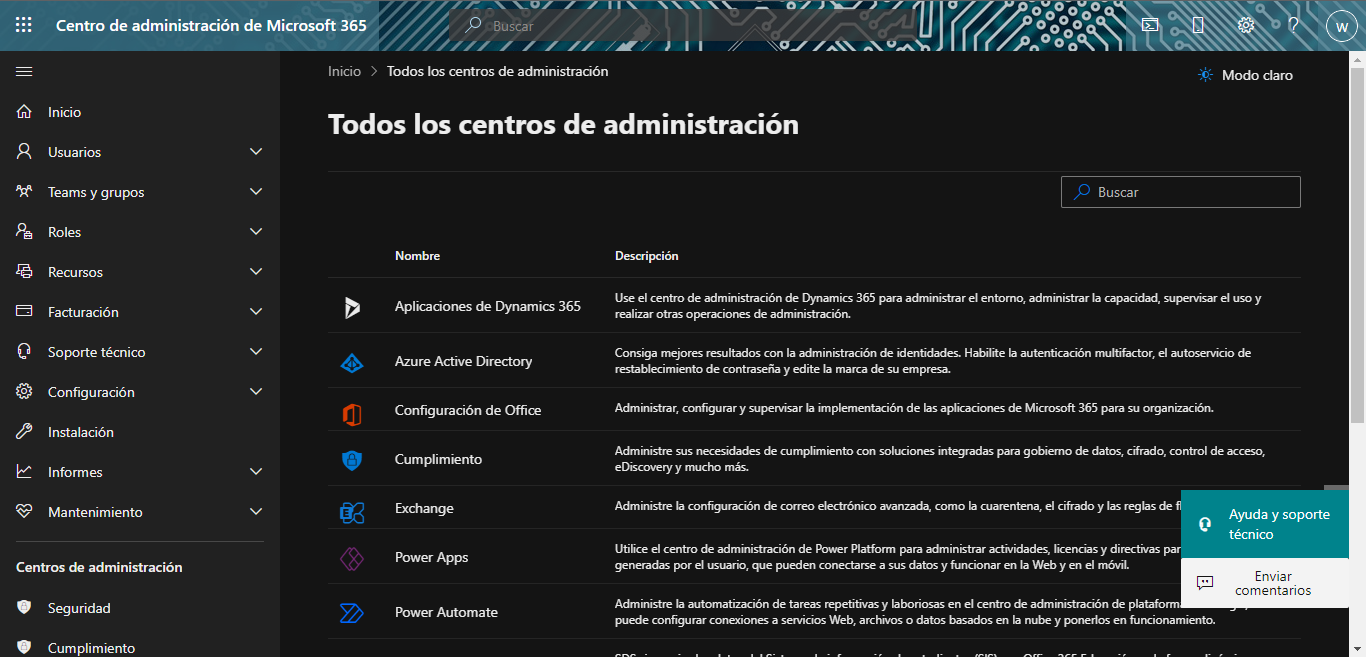 Centro de administración de Microsoft 365
Buscar
W
Inicio
Usuarios
Teams y grupos
Roles
Recursos
Facturación
Soporte técnico
Configuración
Instalación
Informes
Mantenimiento
Centros de administración
Seguridad
Cumplimiento
Inicio > Todos los centros de administración
Modo claro
Todos los centros de administración
Buscar
Nombre Descripción
Aplicaciones de Dynamics 365
Use el centro de administración de Dynamics 365 para administrar el entorno, administrar la capacidad, supervisar el uso y
realizar otras operaciones de administración.
Azure Active Directory
Consiga mejores resultados con la administración de identidades. Habilite la autenticación multifactor, el autoservicio de
restablecimiento de contraseña y edite la marca de su empresa.
Configuración de Office
Administrar, configurar y supervisar la implementación de las aplicaciones de Microsoft 365 para su organización.
Cumplimiento
Administre sus necesidades de cumplimiento con soluciones integradas para gobierno de datos, cifrado, control de acceso,
eDiscovery y mucho más.
Exchange
Administre la configuración de correo electrónico avanzada, como la cuarentena, el cifrado y las reglas de
Power Apps
Utilice el centro de administración de Power Platform para administrar actividades, licencias y directivas
generadas por el usuario, que pueden conectarse a sus datos y funcionar en la Web y en el móvil.
Power Automate
Administre la automatización de tareas repetitivas y laboriosas en el centro de administración de
puede configurar conexiones a servicios Web, archivos o datos basados en la nube y ponerlos en funcionamiento.
Ayuda y soporte
técnico
Enviar
comentarios